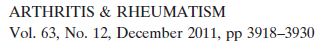 ARTHRITIS & RHEUMATISM
Vol. 63, No. 12, December 2011, pp 3918–3930